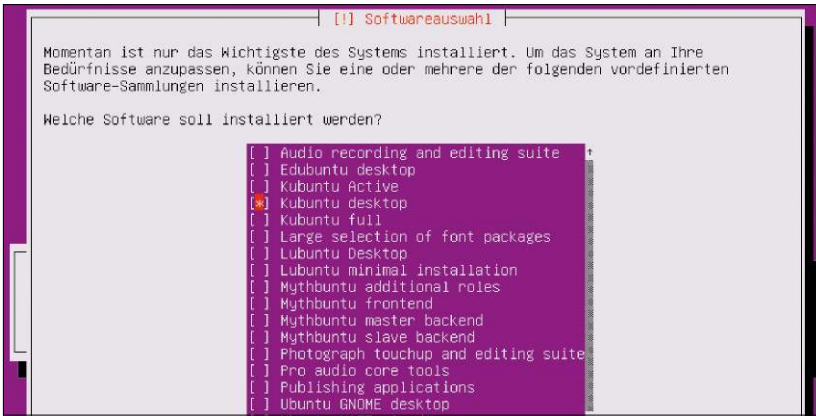 [!] Softwareauswahl
Momentan ist nur das Wichtigste des Systems installiert. Um das System an Ihre
Bedürfnisse anzupassen, können Sie eine oder mehrere der folgenden vordefinierten
Software-Sammlungen installieren.
Welche Software soll installiert werden?
[ ] Audio recording and editing suite
[ ] Edubuntu desktop
[ ] Kubuntu Active
[*] Kubuntu desktop
[ ] Kubuntu full
[ ] Large selection of font packages
[ ] Lubuntu Desktop
[ ] Lubuntu minimal installation
[ ] Mythbuntu additional roles
[ ] Mythbuntu frontend
[ ] Mythbuntu master backend
[ ] Mythbuntu slave backend
[ ] Photograph touchup and editing suite
[ ] Pro audio core tools
[ ] Publishing applications
[ ] Ubuntu GNOME desktop